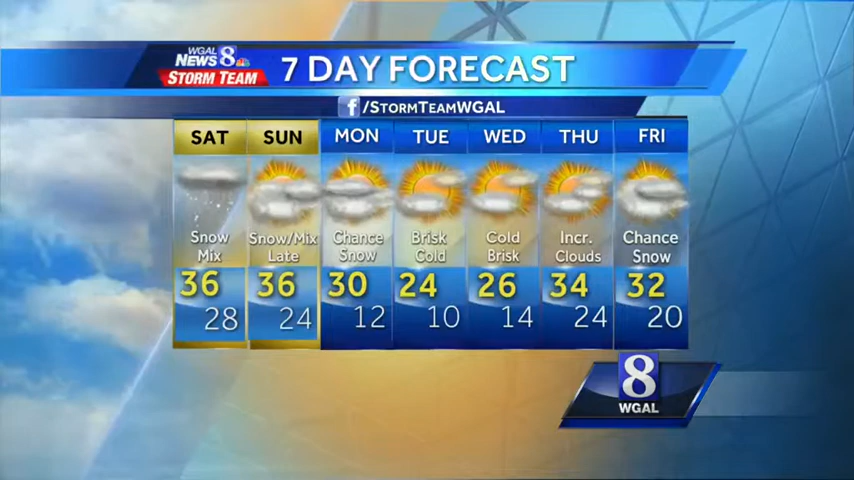 WGAL
NEWS 8
STORM TEAM
7 DAY FORECAST
f/STORMTEAMWGAL
SAT SUN MON TUE WED THU FRI
Snow Snow/Mix Chance Brisk Cold Incr. Chance
Mix Late Snow Cold Brisk Clouds Snow
36 36 30 24 26 34 32
28 24 12 10 14 24 20
8
WGAL